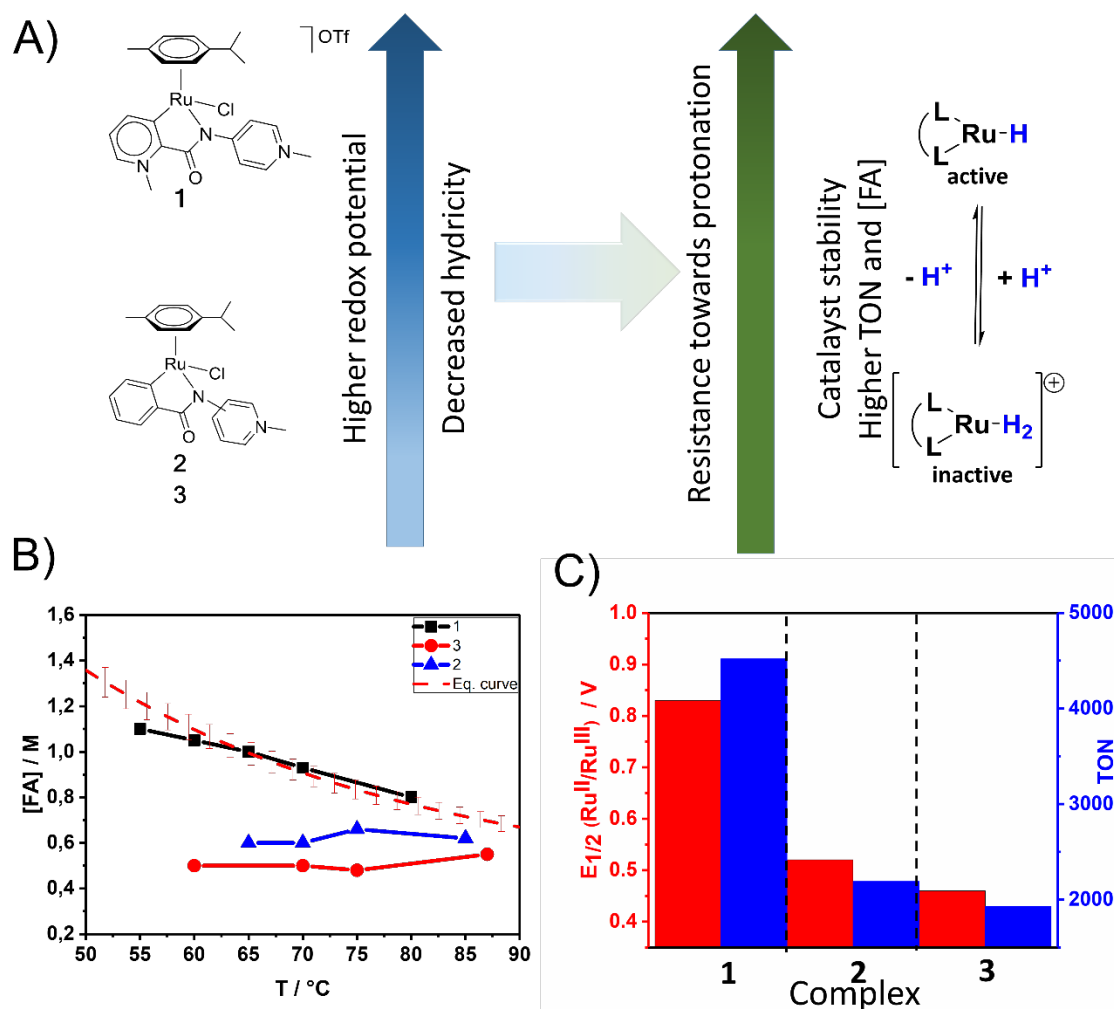 A)
OTf
Ru
Cl
N
N
N
O
1
Ru
Cl
N
N
O
2
3
Higher redox potential
Decreased hydricity
Resistance towards protonation
Catalyst stability
Higher TON and [FA]
L
Ru-H
L
active
- H⁺
+ H⁺
L
Ru-H₂
L
⊕
inactive
B)
1,6
1,4
1,2
1,0
0,8
0,6
0,4
0,2
[FA] / M
1
3
2
Eq. curve
50 55 60 65 70 75 80 85 90
T / °C
C)
1.0
0.9
0.8
0.7
0.6
0.5
0.4
E1/2 (RuII/RuIII) / V
5000
4000
3000
2000
TON
1 2 3
Complex